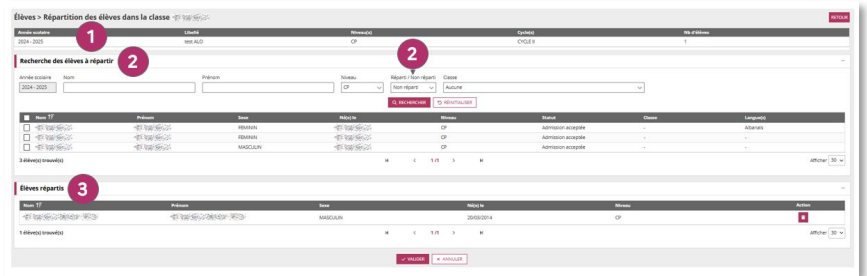 Élèves > Répartition des élèves dans la classe
RETOUR
Année scolaire Libellé Niveau(x) Cycle(s) Nb d'élèves
2024 - 2025 test ALO CP CYCLE II 1
1
Recherche des élèves à répartir
2
2
Année scolaire Nom Prénom Niveau Réparti / Non réparti Classe
2024 - 2025 CP Non réparti Aucune
RECHERCHER RÉINITIALISER
Nom Prénom Sexe Né(e) le Niveau Statut Classe Langue(s)
FEMININ CP Admission acceptée - Albanais
FEMININ CP Admission acceptée - -
MASCULIN CP Admission acceptée - -
3 élève(s) trouvé(s) 1 /1 Afficher 30
Élèves répartis
3
Nom Prénom Sexe Né(e) le Niveau Action
MASCULIN 20/03/2014 CP
1 élève(s) trouvé(s) 1 /1 Afficher 30
VALIDER ANNULER